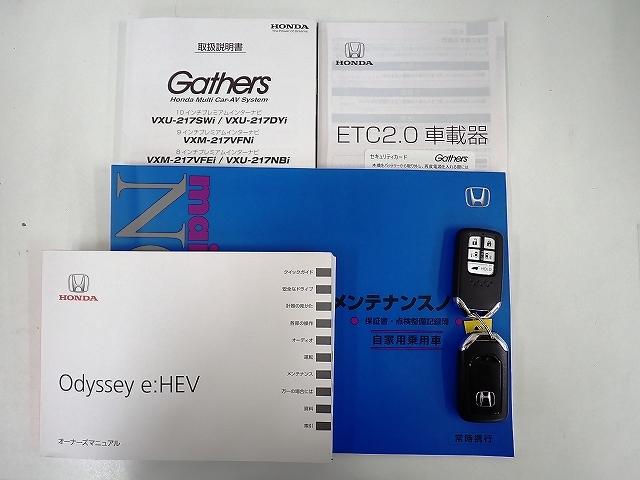 HONDA
The Power of Dreams
取扱説明書
Gathers
Honda Multi Car-AV System
10インチプレミアムインターナビ
VXU-217SWi / VXU-217DYi
9インチプレミアムインターナビ
VXM-217VFNi
8インチプレミアムインターナビ
VXM-217VFEi / VXU-217NBi
HONDA
ETC2.0 車載器
セキュリティカード
Gathers
mai
No
メンテナンスノ
保証書・点検整備記録簿
自家用乗用車
常時携行
HOLD
HONDA
Odyssey e:HEV
オーナーズマニュアル
クイックガイド
安全なドライブ
計器の見かた
各部の操作
オーディオ
運転
メンテナンス
万一の場合には
資料
索引